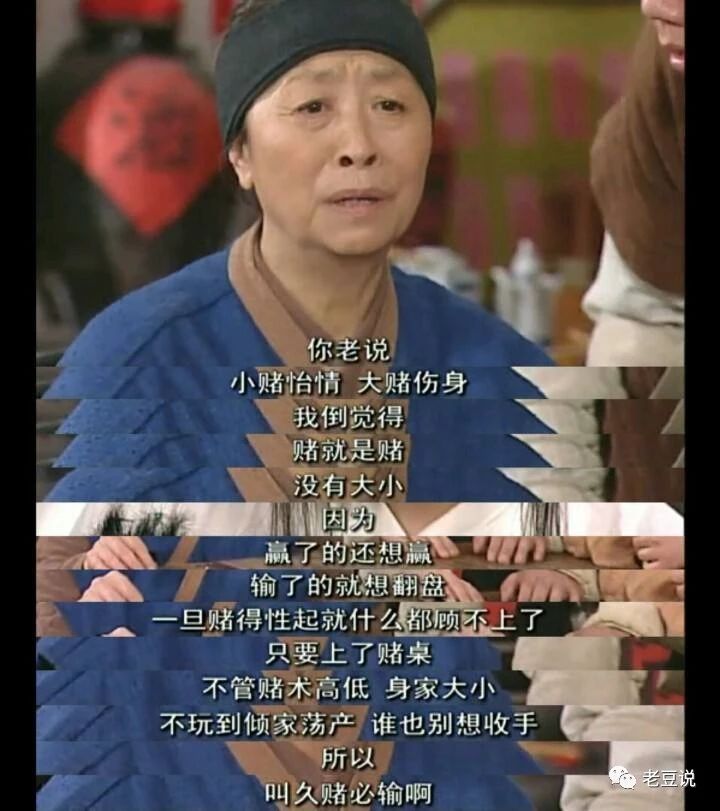 你老说
小赌怡情 大赌伤身
我倒觉得
赌就是赌
没有大小
因为
赢了的还想赢
输了的就想翻盘
一旦赌得性起就什么都顾不上了
只要上了赌桌
不管赌术高低 身家大小
不玩到倾家荡产 谁也别想收手
所以
叫久赌必输啊
老豆说